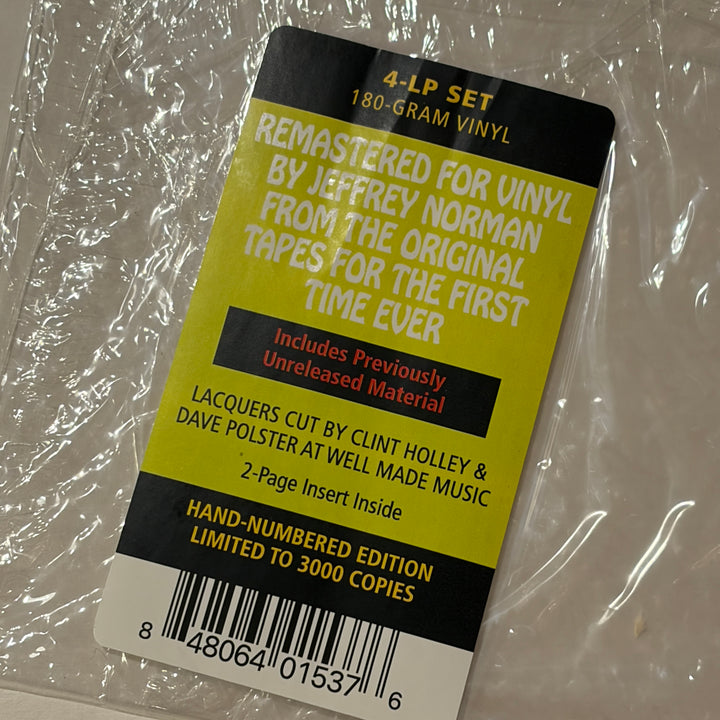 4-LP SET
180-GRAM VINYL
REMASTERED FOR VINYL
BY JEFFREY NORMAN
FROM THE ORIGINAL
TAPES FOR THE FIRST
TIME EVER
Includes Previously
Unreleased Material
LACQUERS CUT BY CLINT HOLLEY &
DAVE POLSTER AT WELL MADE MUSIC
2-Page Insert Inside
HAND-NUMBERED EDITION
LIMITED TO 3000 COPIES
8 48064 01537 6